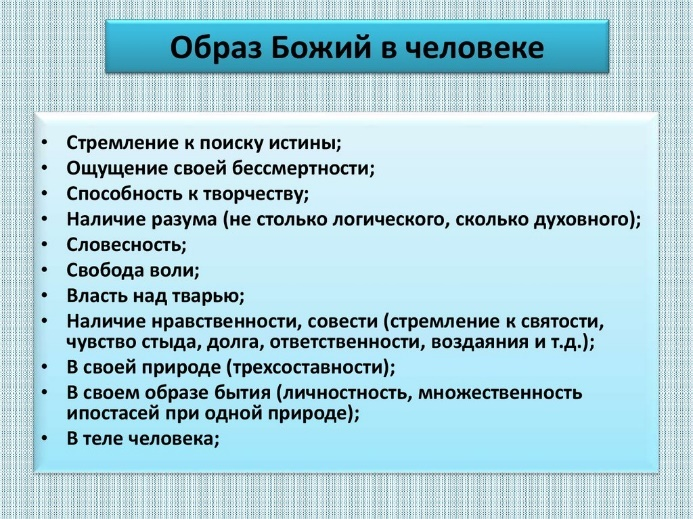 Образ Божий в человеке
• Стремление к поиску истины;
• Ощущение своей бессмертности;
• Способность к творчеству;
• Наличие разума (не столько логического, сколько духовного);
• Словесность;
• Свобода воли;
• Власть над тварью;
• Наличие нравственности, совести (стремление к святости,
чувство стыда, долга, ответственности, воздаяния и т.д.);
• В своей природе (трехсоставности);
• В своем образе бытия (личностность, множественность
ипостасей при одной природе);
• В теле человека;